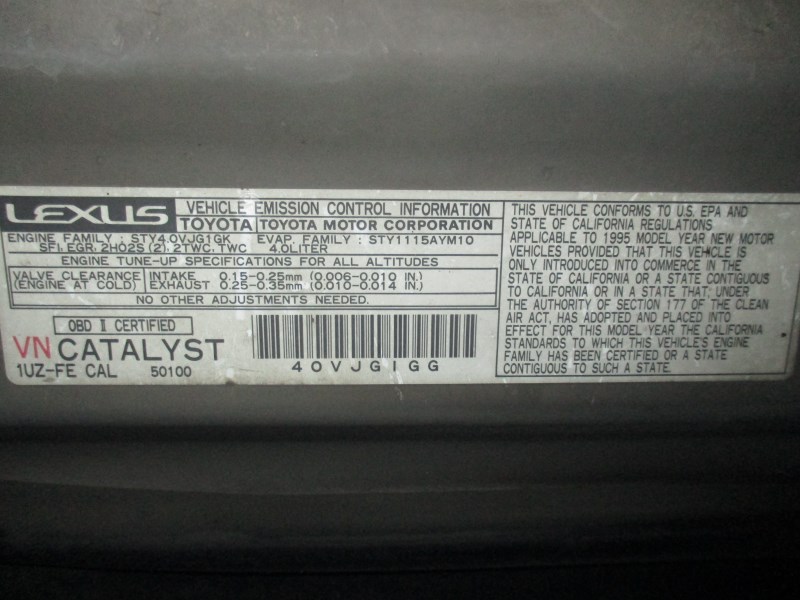 LEXUS
VEHICLE EMISSION CONTROL INFORMATION
TOYOTA TOYOTA MOTOR CORPORATION
ENGINE FAMILY : STY4.0VJG1GK EVAP. FAMILY : STY1115AYM10
SFI. EGR. 2HO2S (2). 2TWC. TWC 4.0LITER
ENGINE TUNE-UP SPECIFICATIONS FOR ALL ALTITUDES
VALVE CLEARANCE INTAKE 0.15-0.25mm (0.006-0.010 IN.)
(ENGINE AT COLD) EXHAUST 0.25-0.35mm (0.010-0.014 IN.)
NO OTHER ADJUSTMENTS NEEDED.
OBD II CERTIFIED
VN CATALYST
1UZ-FE CAL 50100
40VJGIGG
THIS VEHICLE CONFORMS TO U.S. EPA AND
STATE OF CALIFORNIA REGULATIONS
APPLICABLE TO 1995 MODEL YEAR NEW MOTOR
VEHICLES PROVIDED THAT THIS VEHICLE IS
ONLY INTRODUCED INTO COMMERCE IN THE
STATE OF CALIFORNIA OR A STATE CONTIGUOUS
TO CALIFORNIA OR IN A STATE THAT, UNDER
THE AUTHORITY OF SECTION 177 OF THE CLEAN
AIR ACT, HAS ADOPTED AND PLACED INTO
EFFECT FOR THIS MODEL YEAR THE CALIFORNIA
STANDARDS TO WHICH THIS VEHICLE'S ENGINE
FAMILY HAS BEEN CERTIFIED OR A STATE
CONTIGUOUS TO SUCH A STATE.